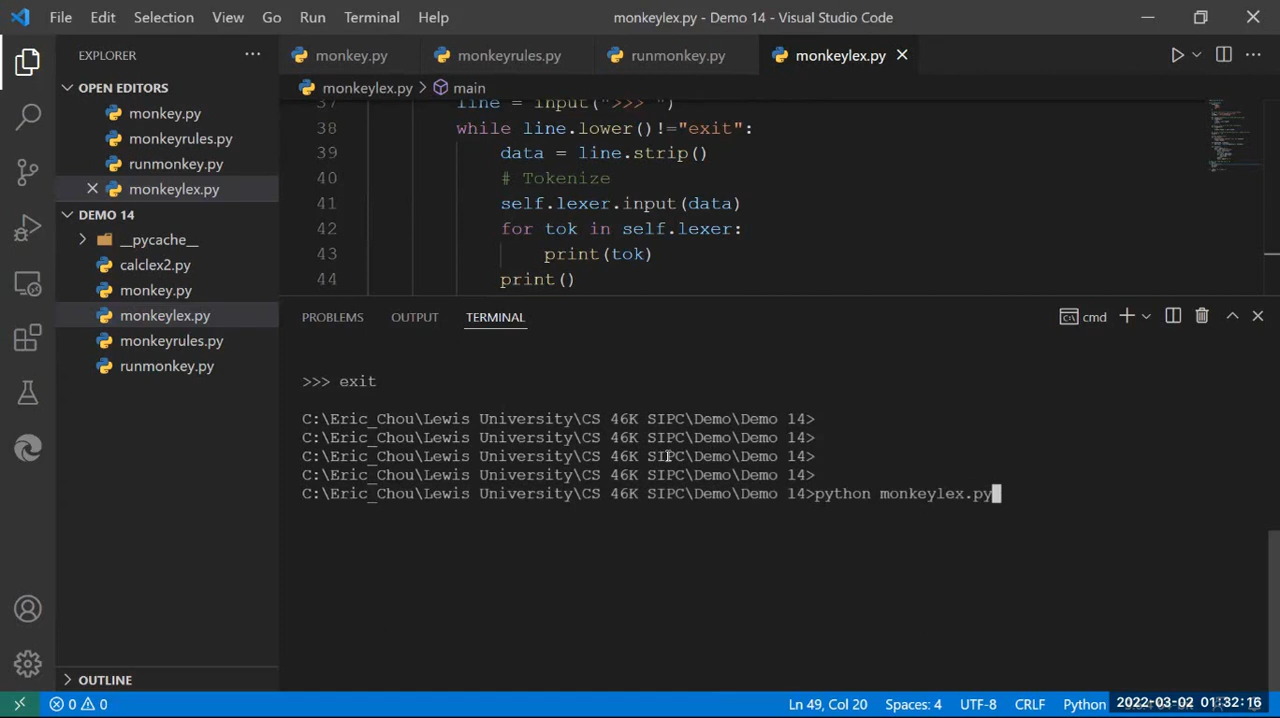 File Edit Selection View Go Run Terminal Help monkeylex.py - Demo 14 - Visual Studio Code
EXPLORER
monkey.py monkeyrules.py runmonkey.py monkeylex.py
OPEN EDITORS
monkey.py
monkeyrules.py
runmonkey.py
monkeylex.py
DEMO 14
__pycache__
calclex2.py
monkey.py
monkeylex.py
monkeyrules.py
runmonkey.py
OUTLINE
monkeylex.py > main
37 line = input(">>> ")
38 while line.lower()!="exit":
39 data = line.strip()
40 # Tokenize
41 self.lexer.input(data)
42 for tok in self.lexer:
43 print(tok)
44 print()
PROBLEMS OUTPUT TERMINAL cmd
>>> exit
C:\Eric_Chou\Lewis University\CS 46K SIPC\Demo\Demo 14>
C:\Eric_Chou\Lewis University\CS 46K SIPC\Demo\Demo 14>
C:\Eric_Chou\Lewis University\CS 46K SIPC\Demo\Demo 14>
C:\Eric_Chou\Lewis University\CS 46K SIPC\Demo\Demo 14>
C:\Eric_Chou\Lewis University\CS 46K SIPC\Demo\Demo 14>python monkeylex.py
0 0 Ln 49, Col 20 Spaces: 4 UTF-8 CRLF Python 2022-03-02 01:32:16